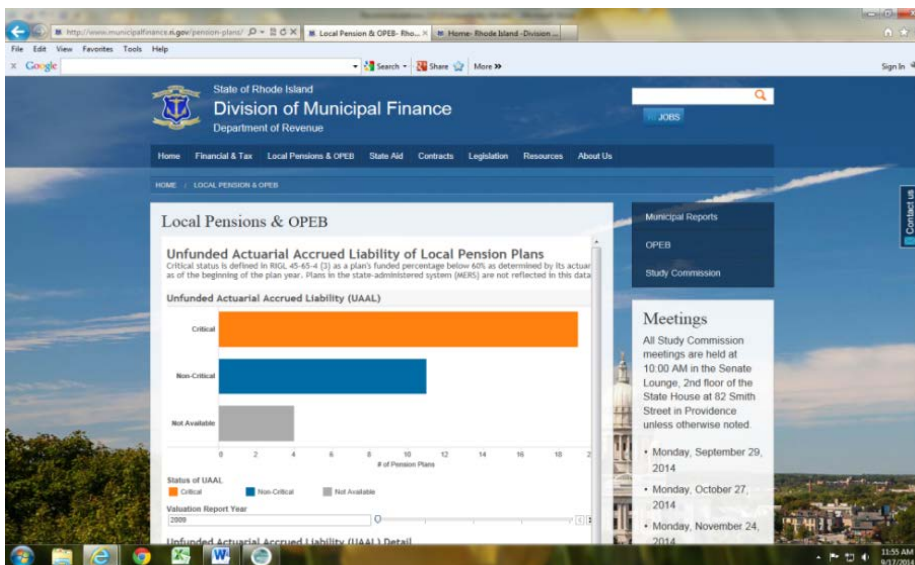 http://www.municipalfinance.ri.gov/pension-plans/
Local Pension & OPEB- Rho...
Home- Rhode Island -Division ...
File Edit View Favorites Tools Help
x Google
Search
Share
More »
Sign In
State of Rhode Island
Division of Municipal Finance
Department of Revenue
JOBS
Home Financial & Tax Local Pensions & OPEB State Aid Contracts Legislation Resources About Us
HOME / LOCAL PENSION & OPEB
Contact us
Local Pensions & OPEB
Unfunded Actuarial Accrued Liability of Local Pension Plans
Critical status is defined in RIGL 45-65-4 (3) as a plan's funded percentage below 60% as determined by its actuar
as of the beginning of the plan year. Plans in the state-administered system (MERS) are not reflected in this data
Unfunded Actuarial Accrued Liability (UAAL)
Critical
Non-Critical
Not Available
0 2 4 6 8 10 12 14 16 18 2
# of Pension Plans
Status of UAAL
Critical Non-Critical Not Available
Valuation Report Year
2009
Unfunded Actuarial Accrued Liability (UAAL) Detail
Municipal Reports
OPEB
Study Commission
Meetings
All Study Commission
meetings are held at
10:00 AM in the Senate
Lounge, 2nd floor of the
State House at 82 Smith
Street in Providence
unless otherwise noted.
• Monday, September 29,
2014
• Monday, October 27,
2014
• Monday, November 24,
2014
11:55 AM
9/17/2014